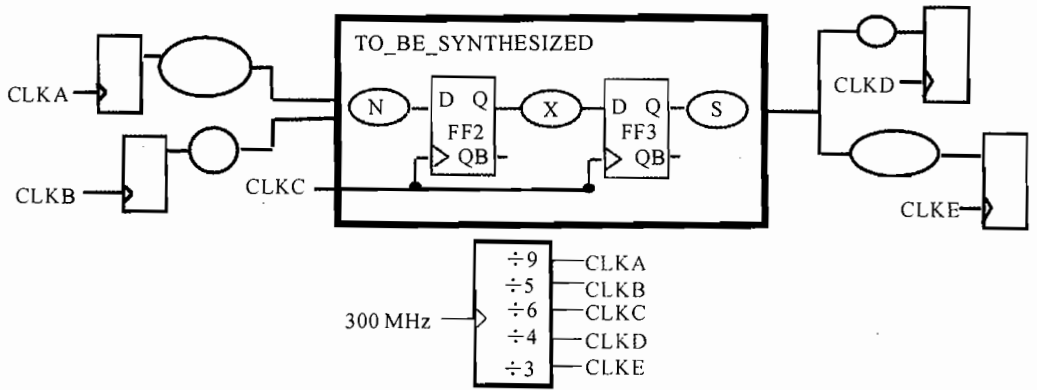 TO_BE_SYNTHESIZED
CLKA
N
D Q
FF2
QB
X
D Q
FF3
QB
S
CLKD
CLKB
CLKC
CLKE
300 MHz
÷9 CLKA
÷5 CLKB
÷6 CLKC
÷4 CLKD
÷3 CLKE